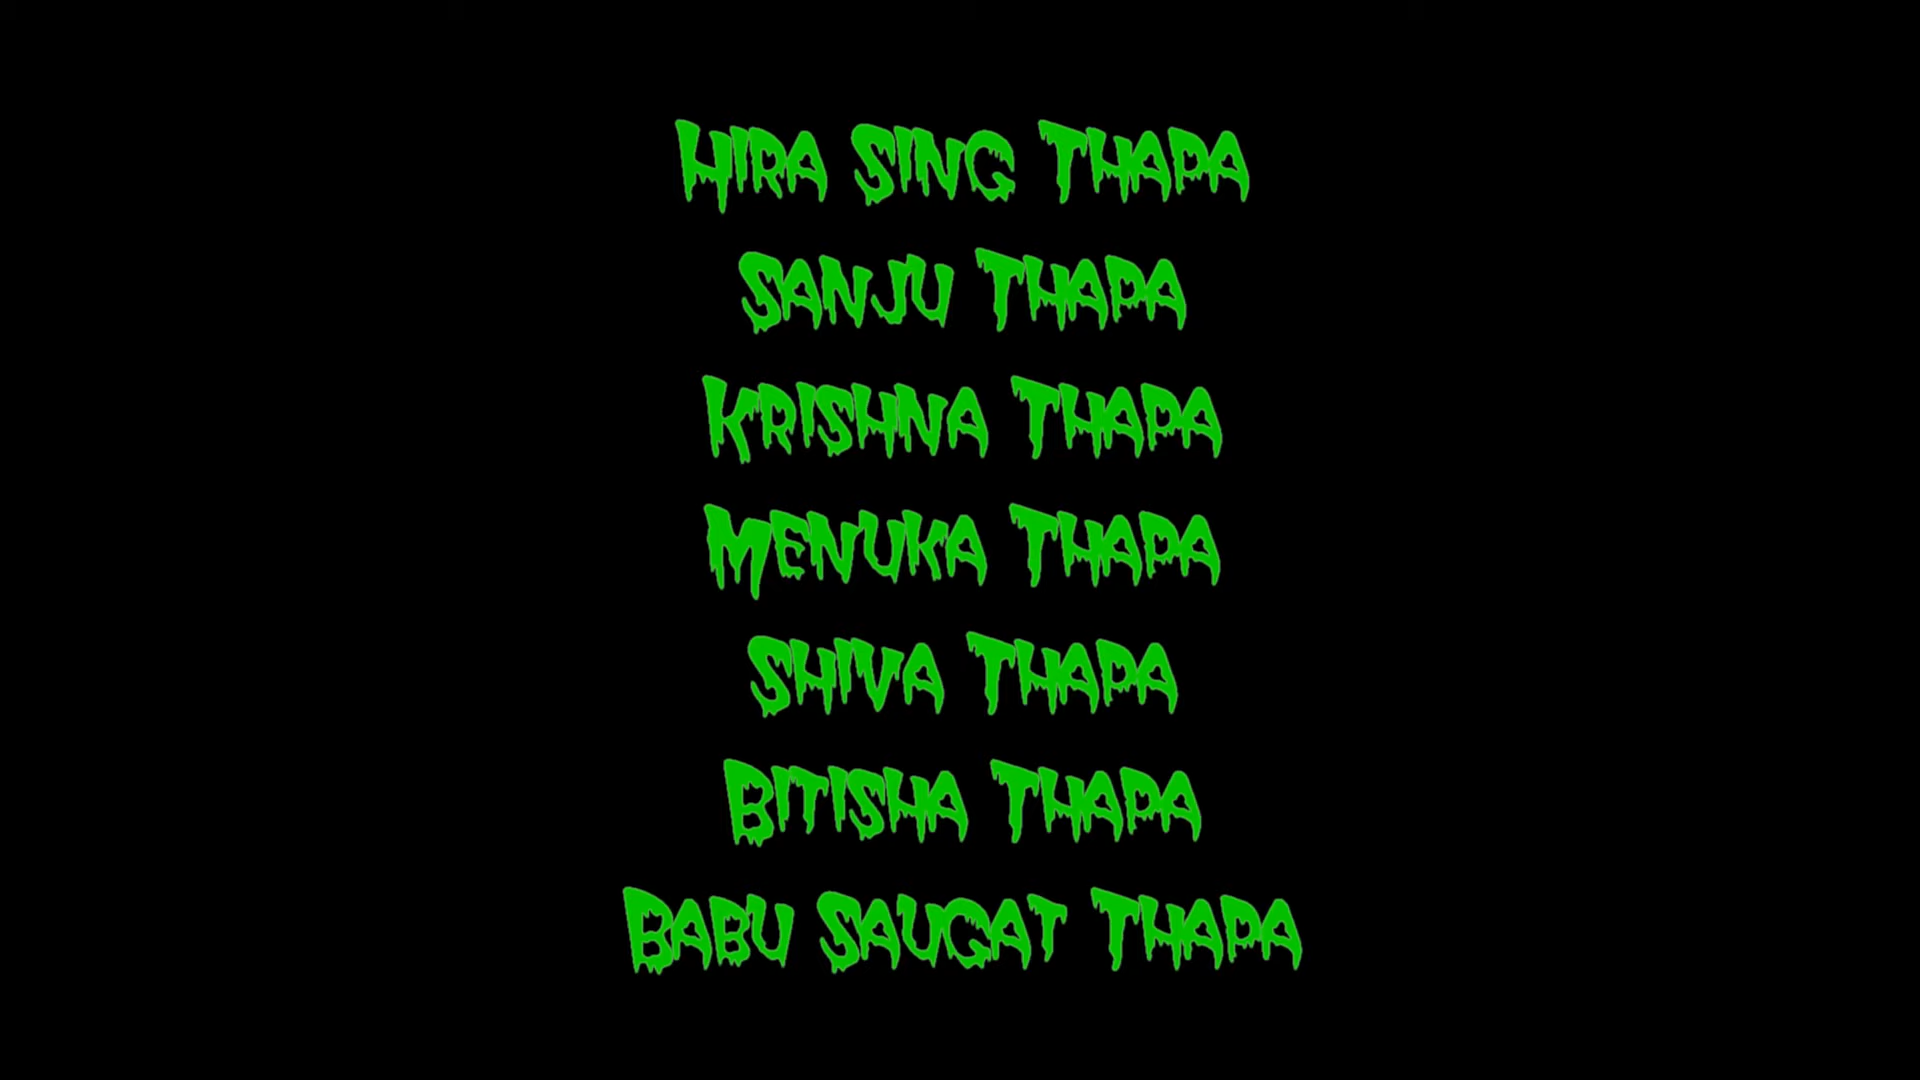 Hira Sing Thapa
Sanju Thapa
Krishna Thapa
Menuka Thapa
Shiva Thapa
Bitisha Thapa
Babu Saugat Thapa